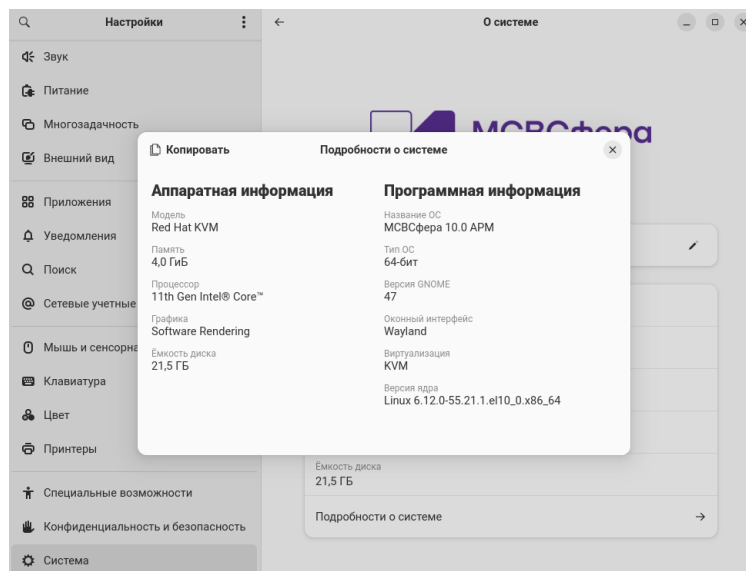 Настройки
О системе
Звук
Питание
Многозадачность
Внешний вид
Приложения
Уведомления
Поиск
Сетевые учетные
Мышь и сенсорна
Клавиатура
Цвет
Принтеры
Специальные возможности
Конфиденциальность и безопасность
Система
МСВСфера
Копировать
Подробности о системе
Аппаратная информация
Модель
Red Hat KVM
Память
4,0 ГиБ
Процессор
11th Gen Intel® Core™
Графика
Software Rendering
Ёмкость диска
21,5 ГБ
Программная информация
Название ОС
МСВСфера 10.0 АРМ
Тип ОС
64-бит
Версия GNOME
47
Оконный интерфейс
Wayland
Виртуализация
KVM
Версия ядра
Linux 6.12.0-55.21.1.el10_0.x86_64
Ёмкость диска
21,5 ГБ
Подробности о системе